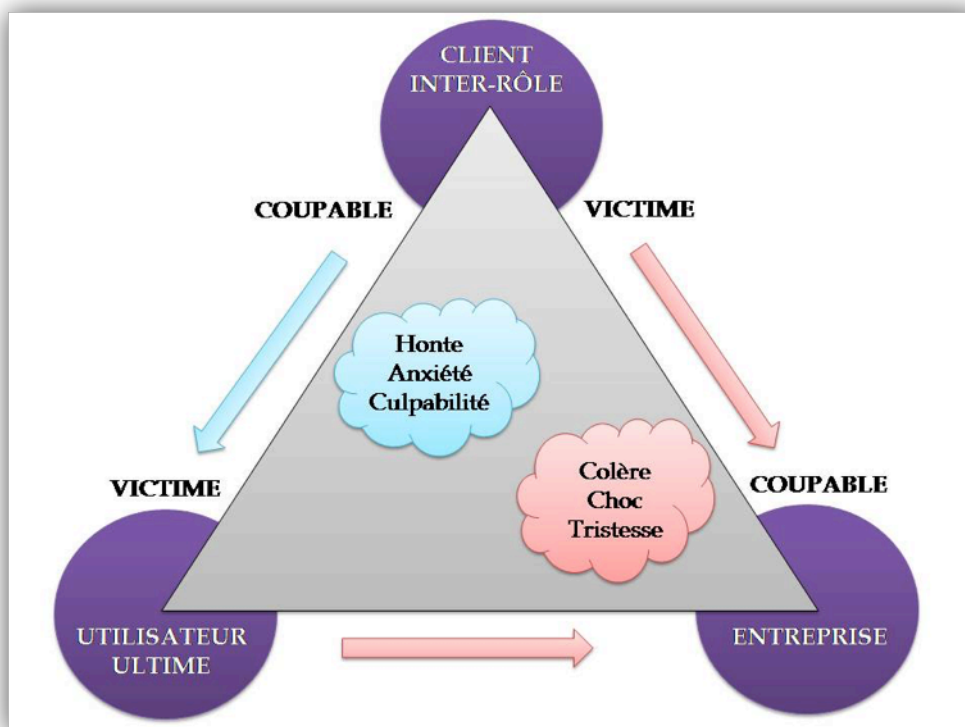 CLIENT
INTER-RÔLE
COUPABLE
VICTIME
Honte
Anxiété
Culpabilité
Colère
Choc
Tristesse
VICTIME
COUPABLE
UTILISATEUR
ULTIME
ENTREPRISE